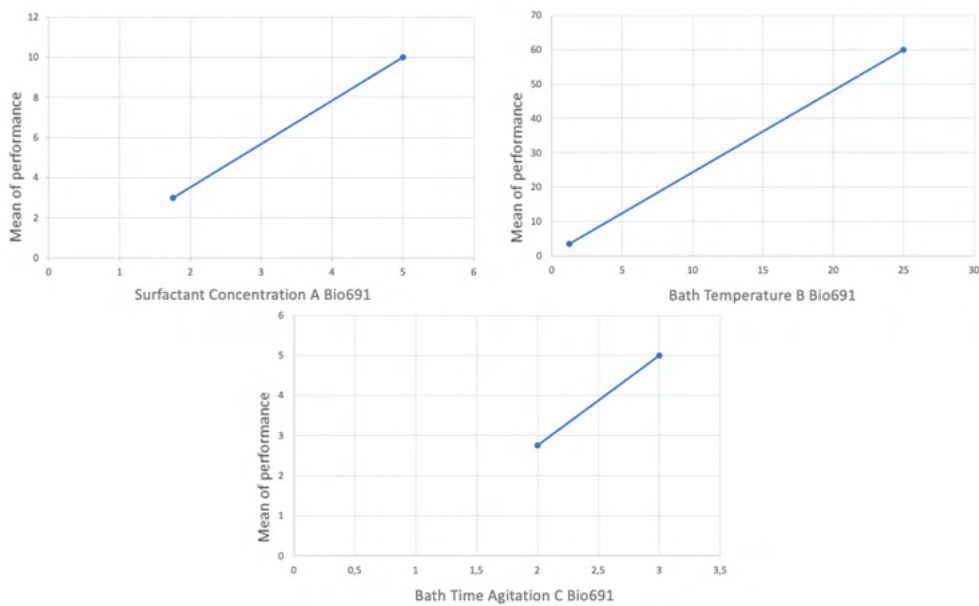 Mean of performance
12
10
8
6
4
2
0
0 1 2 3 4 5 6
Surfactant Concentration A Bio691
Mean of performance
70
60
50
40
30
20
10
0
0 5 10 15 20 25 30
Bath Temperature B Bio691
Mean of performance
6
5
4
3
2
1
0
0 0,5 1 1,5 2 2,5 3 3,5
Bath Time Agitation C Bio691